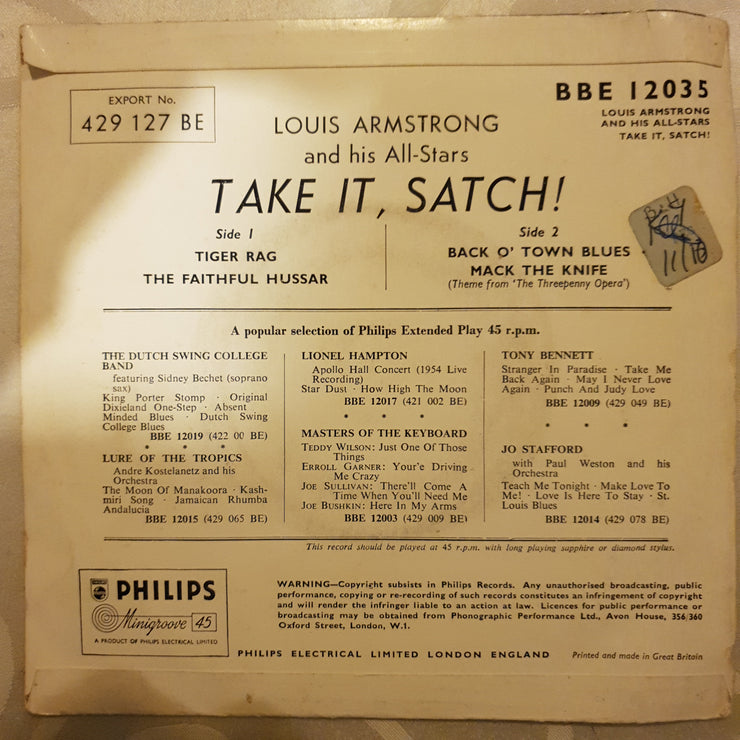 EXPORT No.
429 127 BE
BBE 12035
LOUIS ARMSTRONG
AND HIS ALL-STARS
TAKE IT, SATCH!
LOUIS ARMSTRONG
and his All-Stars
TAKE IT, SATCH!
Side 1
TIGER RAG
THE FAITHFUL HUSSAR
Side 2
BACK O' TOWN BLUES
MACK THE KNIFE
(Theme from 'The Threepenny Opera')
Bill
11/10
A popular selection of Philips Extended Play 45 r.p.m.
THE DUTCH SWING COLLEGE
BAND
featuring Sidney Bechet (soprano
sax)
King Porter Stomp · Original
Dixieland One-Step · Absent
Minded Blues · Dutch Swing
College Blues
BBE 12019 (422 00 BE)
* * *
LURE OF THE TROPICS
Andre Kostelanetz and his
Orchestra
The Moon Of Manakoora · Kash-
miri Song · Jamaican Rhumba
Andalucia
BBE 12015 (429 065 BE)
LIONEL HAMPTON
Apollo Hall Concert (1954 Live
Recording)
Star Dust · How High The Moon
BBE 12017 (421 002 BE)
* * *
MASTERS OF THE KEYBOARD
TEDDY WILSON: Just One Of Those
Things
ERROLL GARNER: Your'e Driving
Me Crazy
JOE SULLIVAN: There'll Come A
Time When You'll Need Me
JOE BUSHKIN: Here In My Arms
BBE 12003 (429 009 BE)
TONY BENNETT
Stranger In Paradise · Take Me
Back Again · May I Never Love
Again · Punch And Judy Love
BBE 12009 (429 049 BE)
* * *
JO STAFFORD
with Paul Weston and his
Orchestra
Teach Me Tonight · Make Love To
Me! · Love Is Here To Stay · St.
Louis Blues
BBE 12014 (429 078 BE)
This record should be played at 45 r.p.m. with long playing sapphire or diamond stylus.
PHILIPS
PHILIPS
Minigroove 45
A PRODUCT OF PHILIPS ELECTRICAL LIMITED
WARNING—Copyright subsists in Philips Records. Any unauthorised broadcasting, public
performance, copying or re-recording of such records constitutes an infringement of copyright
and will render the infringer liable to an action at law. Licences for public performance or
broadcasting may be obtained from Phonographic Performance Ltd., Avon House, 356/360
Oxford Street, London, W.1.
PHILIPS ELECTRICAL LIMITED LONDON ENGLAND
Printed and made in Great Britain